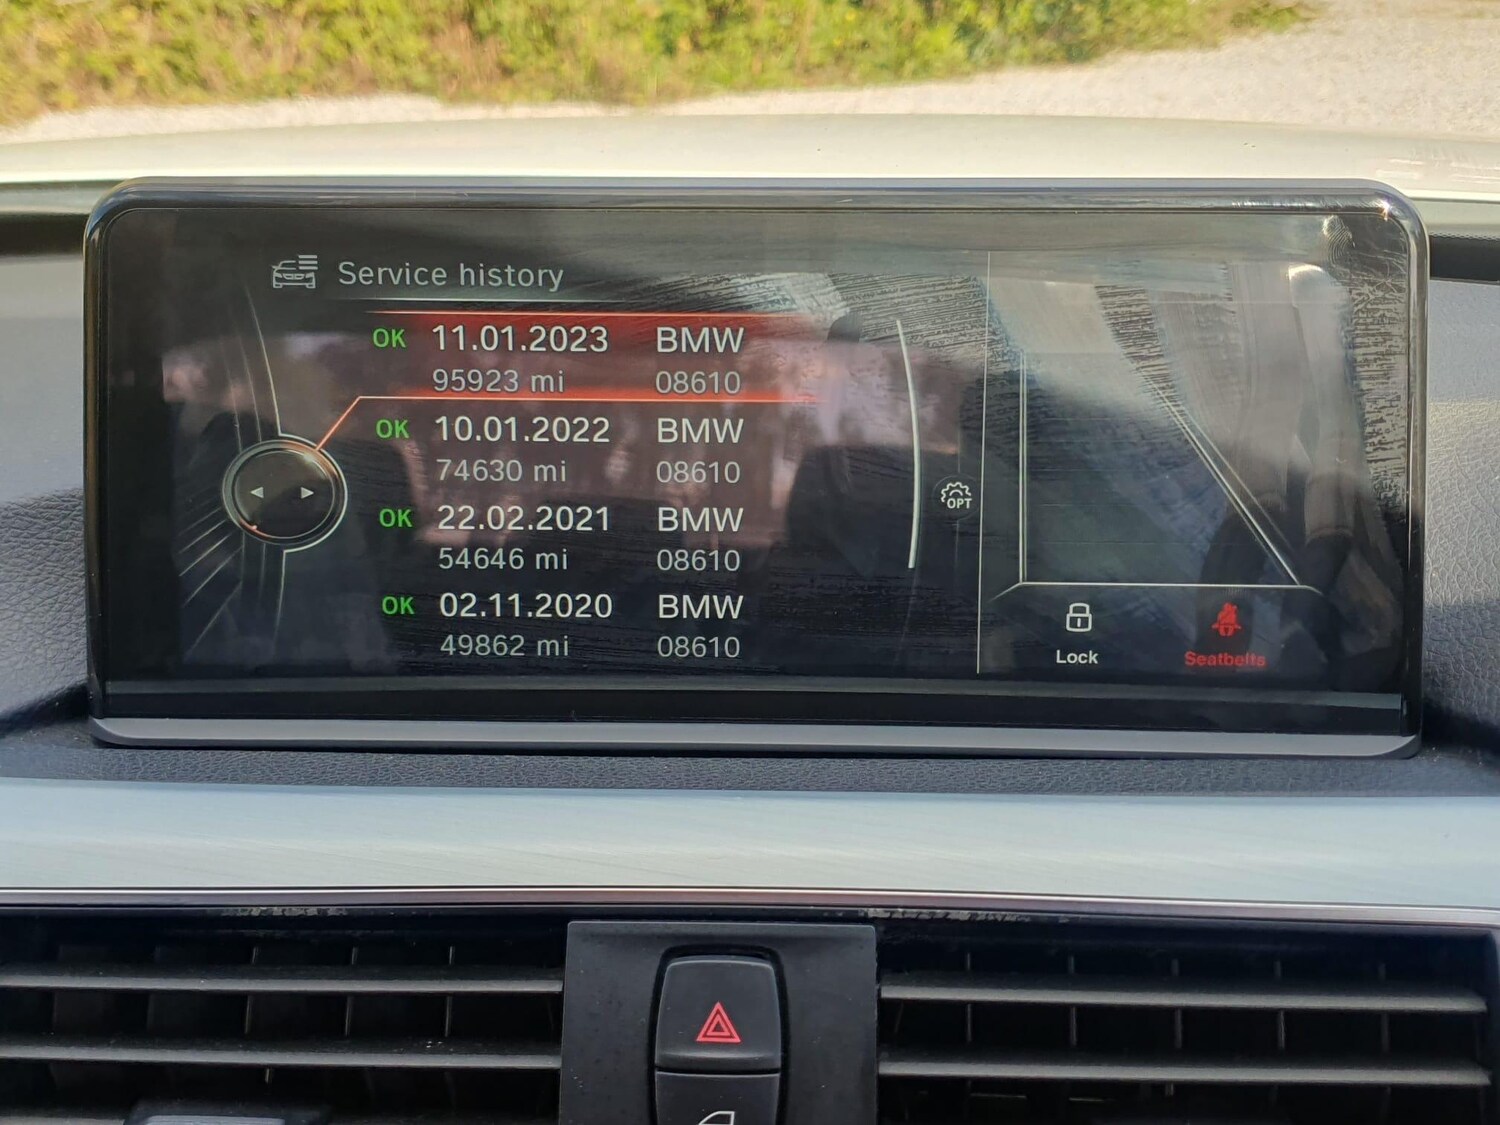 Service history
OK 11.01.2023 BMW
95923 mi 08610
OK 10.01.2022 BMW
74630 mi 08610
OK 22.02.2021 BMW
54646 mi 08610
OK 02.11.2020 BMW
49862 mi 08610
OPT
Lock
Seatbelts